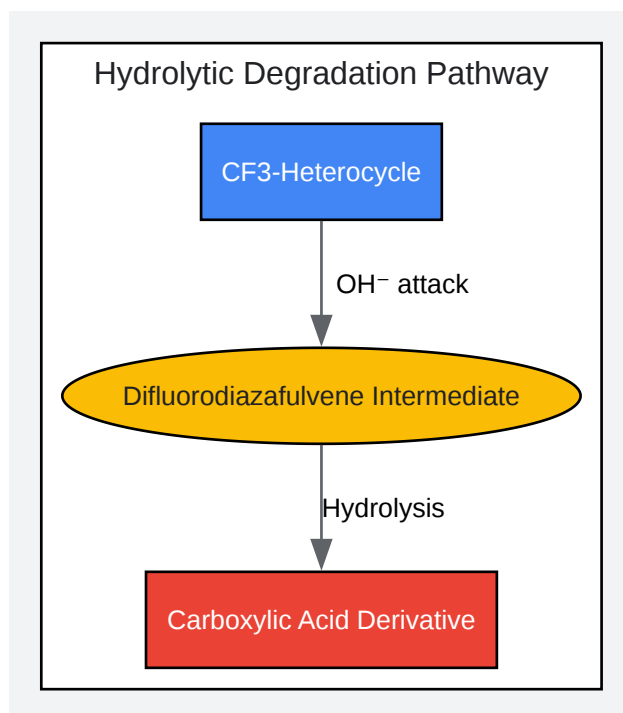 Hydrolytic Degradation Pathway
CF3-Heterocycle
OH⁻ attack
Difluorodiazafulvene Intermediate
Hydrolysis
Carboxylic Acid Derivative